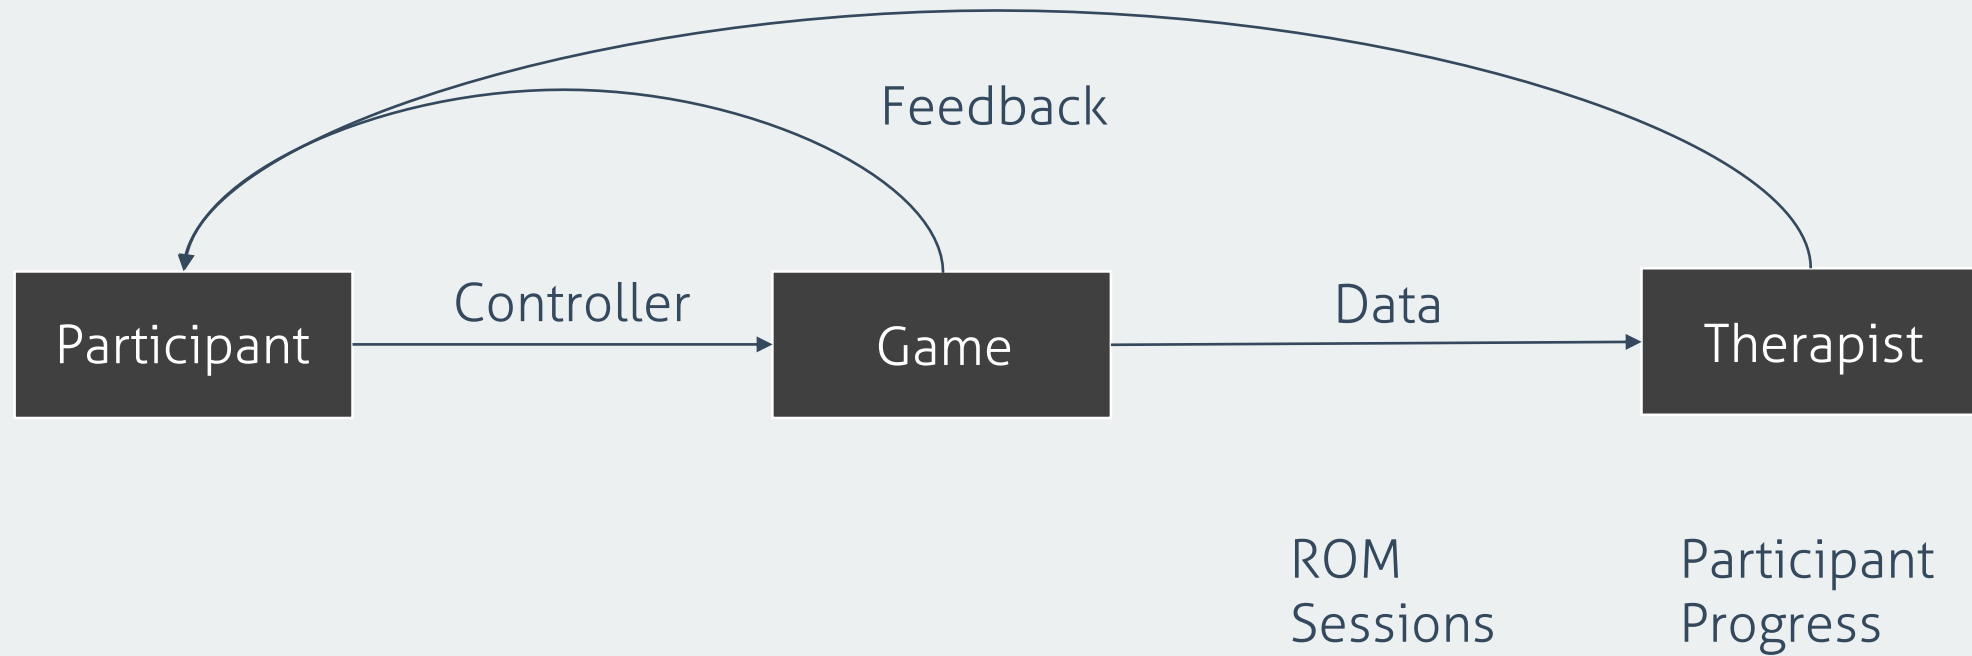 Feedback
Controller
Data
Participant
Game
Therapist
ROM
Sessions
Participant
Progress